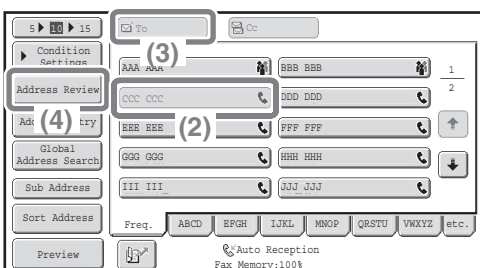 5 ▶ 10 ▶ 15
To
Cc
Condition Settings
(3)
AAA AAA
BBB BBB
1
2
Address Review
CCC CCC
DDD DDD
(4)
(2)
EEE EEE
FFF FFF
Global
Address Search
GGG GGG
HHH HHH
Sub Address
III III
JJJ JJJ
Sort Address
Freq.
ABCD
EFGH
IJKL
MNOP
QRSTU
VWXYZ
etc.
Preview
Auto Reception
Fax Memory:100%